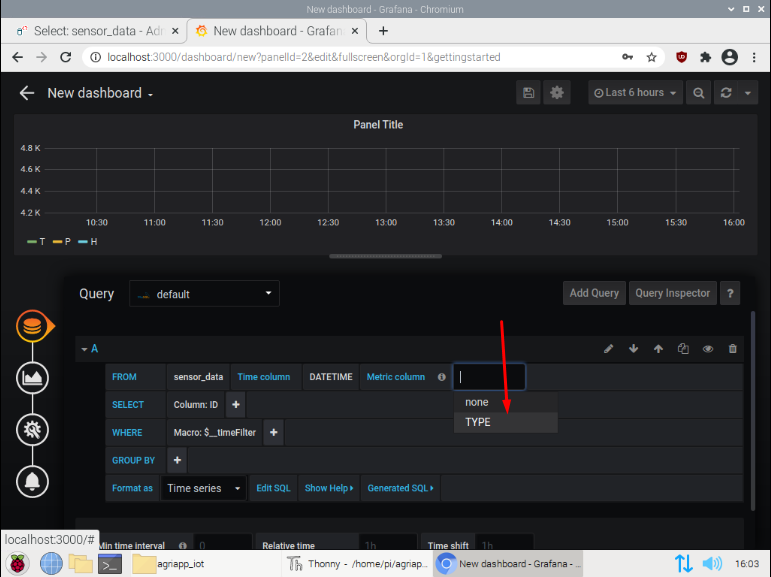 New dashboard - Grafana - Chromium
Select: sensor_data - Adm
New dashboard - Grafan
localhost:3000/dashboard/new?panelId=2&edit&fullscreen&orgId=1&gettingstarted
New dashboard
Last 6 hours
Panel Title
4.8 K
4.6 K
4.4 K
4.2 K
10:30 11:00 11:30 12:00 12:30 13:00 13:30 14:00 14:30 15:00 15:30 16:00
T P H
Query default Add Query Query Inspector ?
A
FROM sensor_data Time column DATETIME Metric column
none
SELECT Column: ID +
TYPE
WHERE Macro: $__timeFilter +
GROUP BY +
Format as Time series Edit SQL Show Help Generated SQL
localhost:3000/#
Min time interval 0 Relative time 1h Time shift 1h
agriapp_iot Thonny - /home/pi/agriapp... New dashboard - Grafana - ... 16:03